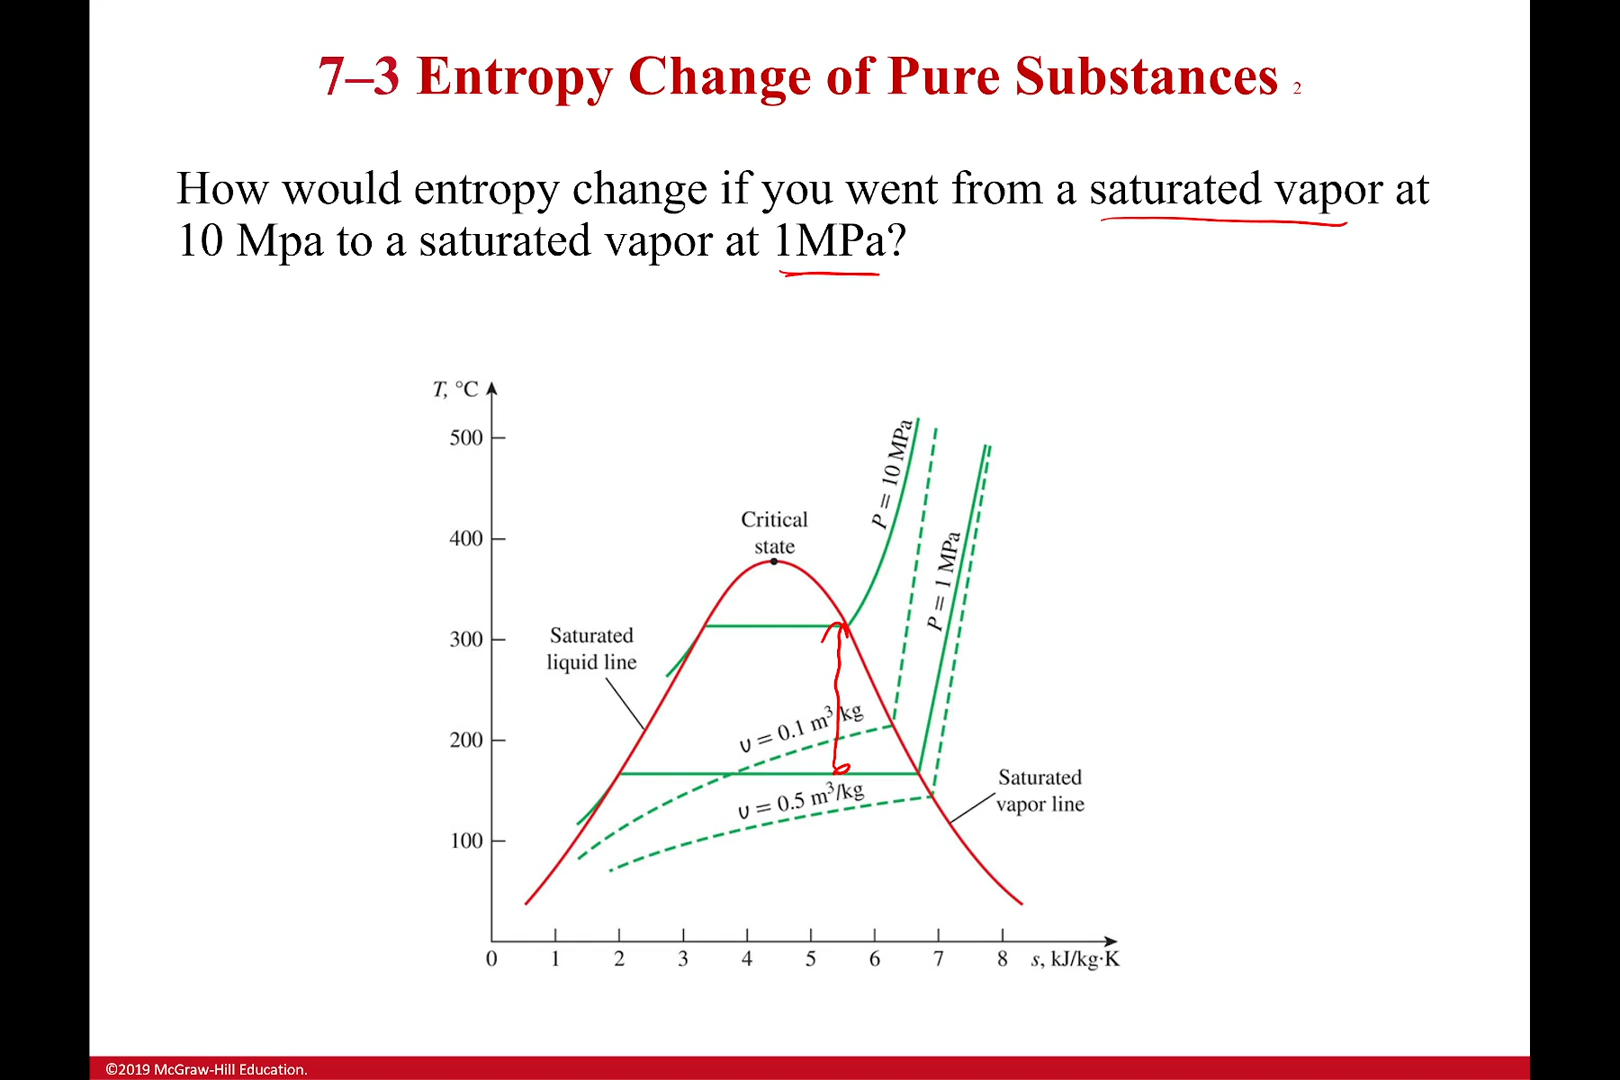 7–3 Entropy Change of Pure Substances 2
How would entropy change if you went from a saturated vapor at
10 Mpa to a saturated vapor at 1MPa?
T, °C
500
400
300
200
100
Critical
state
P = 10 MPa
P = 1 MPa
Saturated
liquid line
υ = 0.1 m³/kg
υ = 0.5 m³/kg
Saturated
vapor line
0 1 2 3 4 5 6 7 8 s, kJ/kg·K
©2019 McGraw-Hill Education.